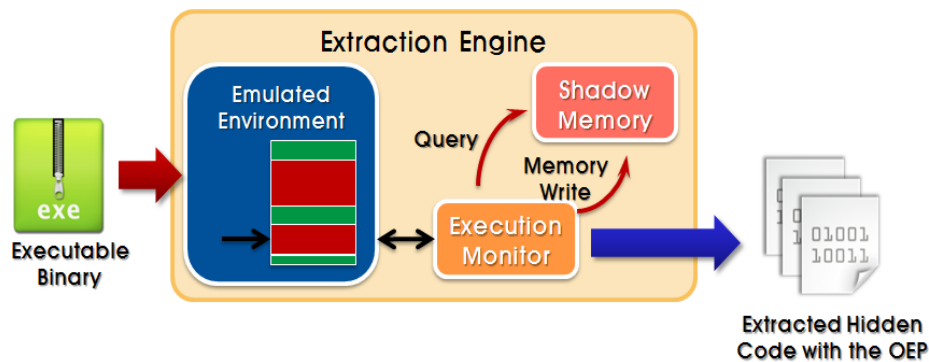 Extraction Engine
Emulated
Environment
Shadow
Memory
Query
Memory
Write
exe
Execution
Monitor
Executable
Binary
01001
10011
Extracted Hidden
Code with the OEP